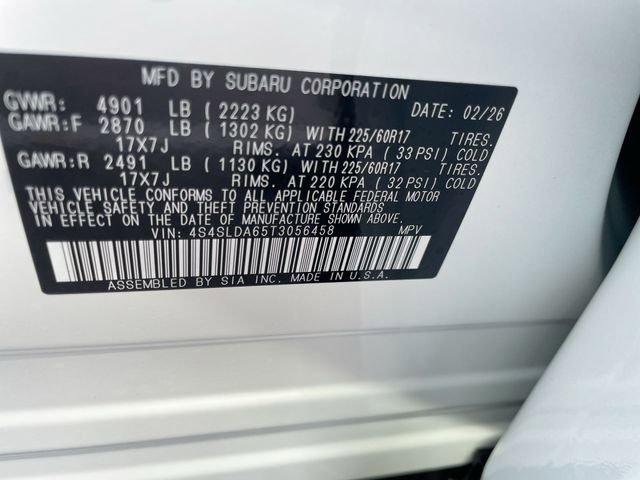 MFD BY SUBARU CORPORATION
GVWR: 4901 LB ( 2223 KG) DATE: 02/26
GAWR:F 2870 LB ( 1302 KG) WITH 225/60R17 TIRES.
17X7J RIMS. AT 230 KPA ( 33 PSI) COLD
GAWR:R 2491 LB ( 1130 KG) WITH 225/60R17 TIRES.
17X7J RIMS. AT 220 KPA ( 32 PSI) COLD
THIS VEHICLE CONFORMS TO ALL APPLICABLE FEDERAL MOTOR
VEHICLE SAFETY AND THEFT PREVENTION STANDARDS
IN EFFECT ON THE DATE OF MANUFACTURE SHOWN ABOVE.
VIN: 4S4SLDA65T3056458 MPV
ASSEMBLED BY SIA INC. MADE IN U.S.A.